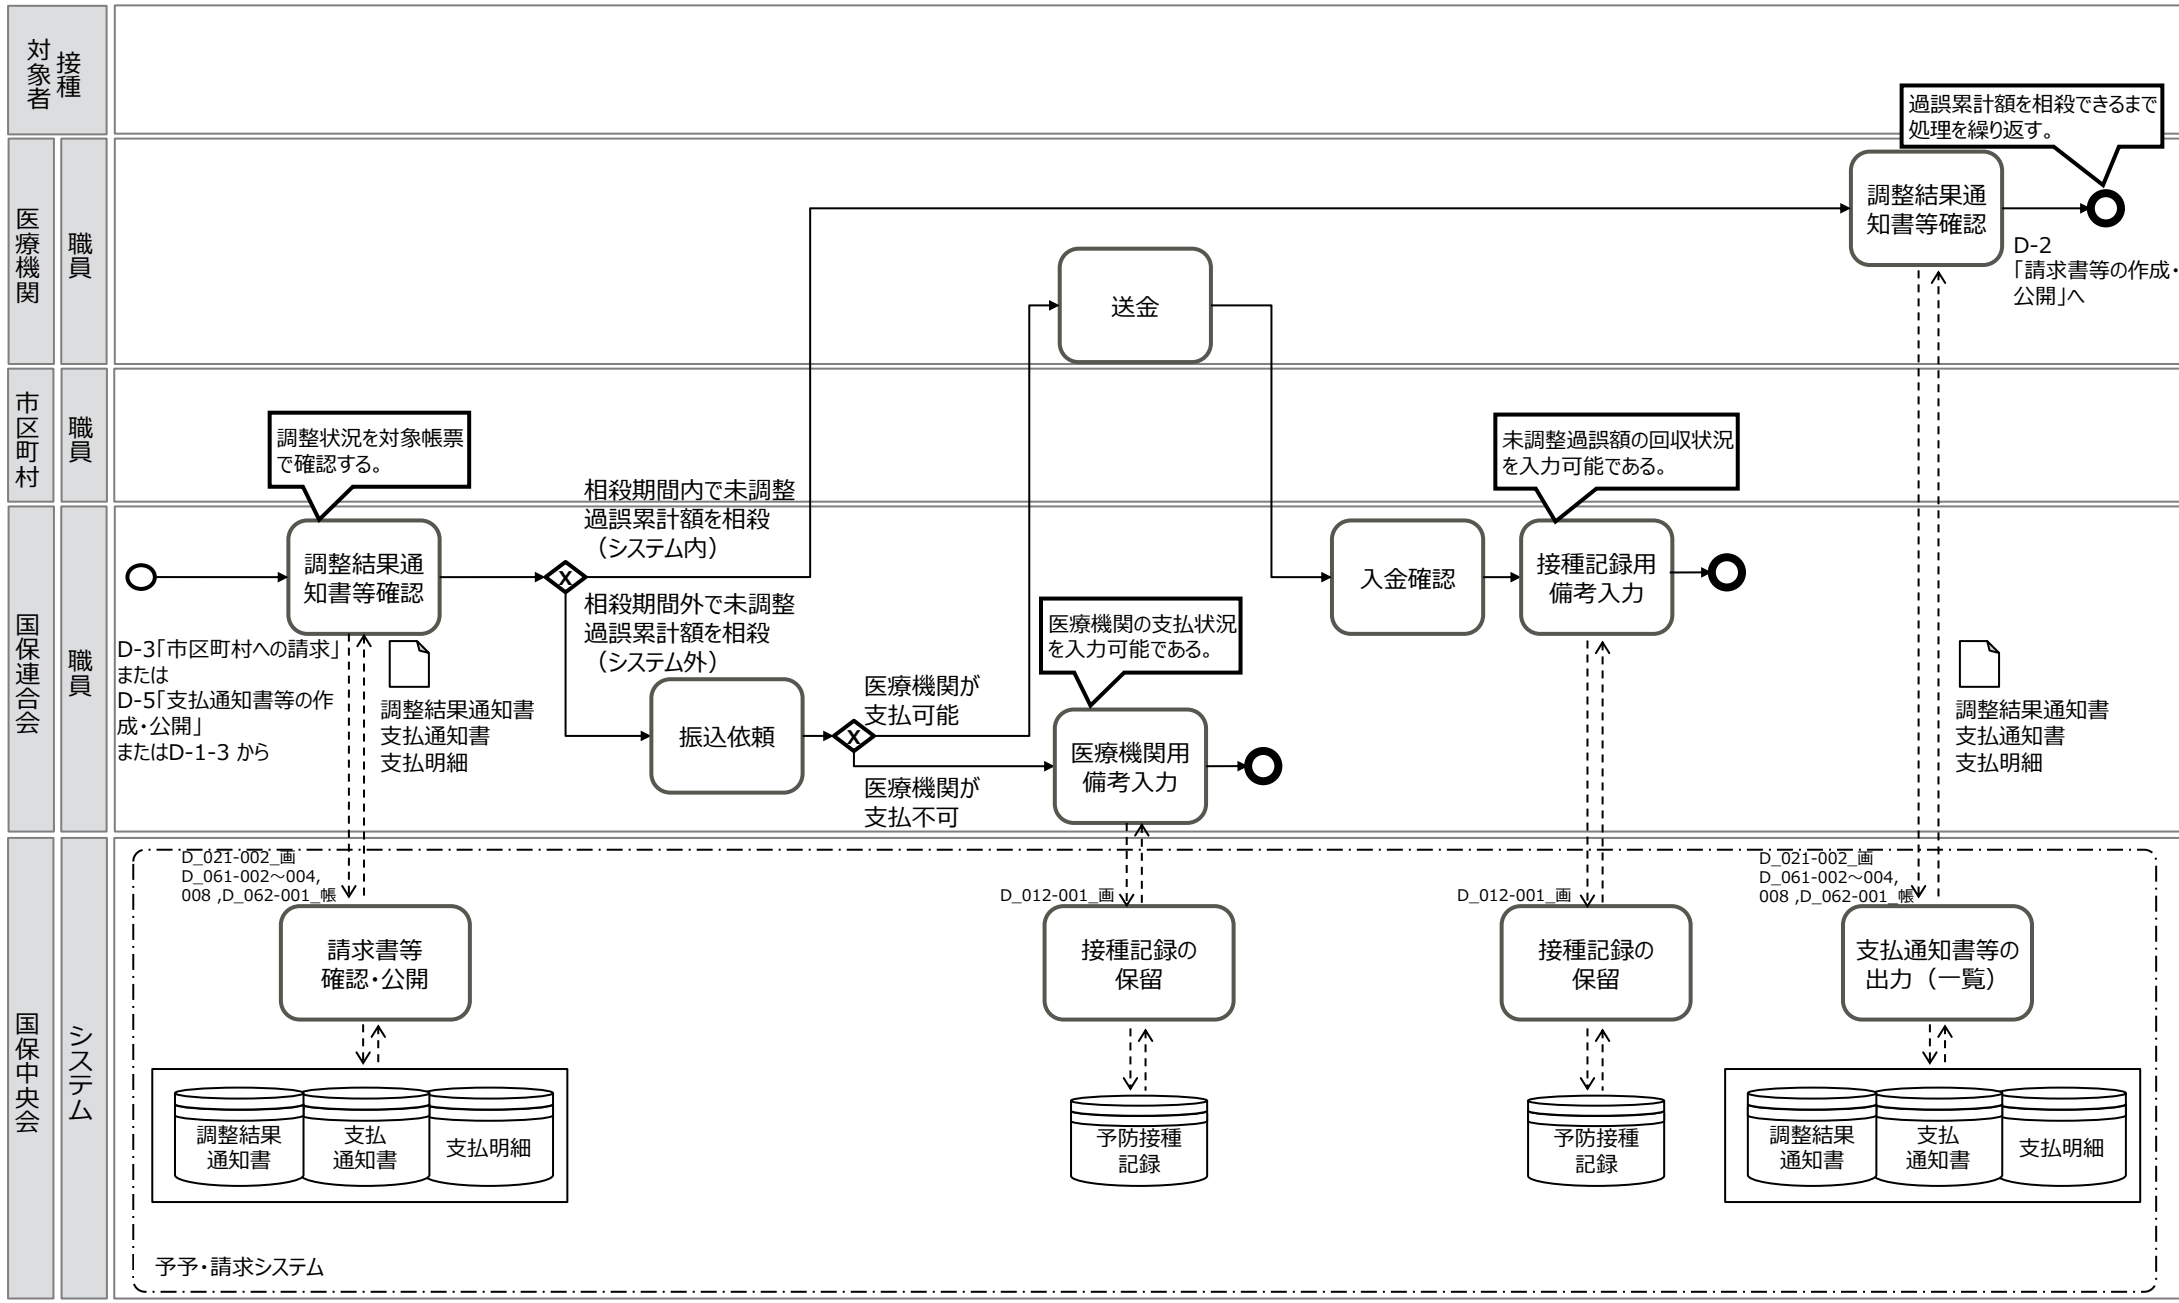 対象者
接種
医療機関
職員
市区町村
職員
国保連合会
職員
国保中央会
システム
過誤累計額を相殺できるまで
処理を繰り返す。
調整結果通
知書等確認
D-2
「請求書等の作成・
公開」へ
送金
調整状況を対象帳票
で確認する。
未調整過誤額の回収状況
を入力可能である。
相殺期間内で未調整
過誤累計額を相殺
（システム内）
調整結果通
知書等確認
X
相殺期間外で未調整
過誤累計額を相殺
（システム外）
入金確認
接種記録用
備考入力
医療機関の支払状況
を入力可能である。
D-3「市区町村への請求」
または
D-5「支払通知書等の作
成・公開」
またはD-1-3 から
調整結果通知書
支払通知書
支払明細
振込依頼
X
医療機関が
支払可能
医療機関が
支払不可
医療機関用
備考入力
調整結果通知書
支払通知書
支払明細
D_021-002_画
D_061-002～004,
008 ,D_062-001_帳
D_012-001_画
D_012-001_画
D_021-002_画
D_061-002～004,
008 ,D_062-001_帳
請求書等
確認・公開
接種記録の
保留
接種記録の
保留
支払通知書等の
出力（一覧）
調整結果
通知書
支払
通知書
支払明細
予防接種
記録
予防接種
記録
調整結果
通知書
支払
通知書
支払明細
予予・請求システム